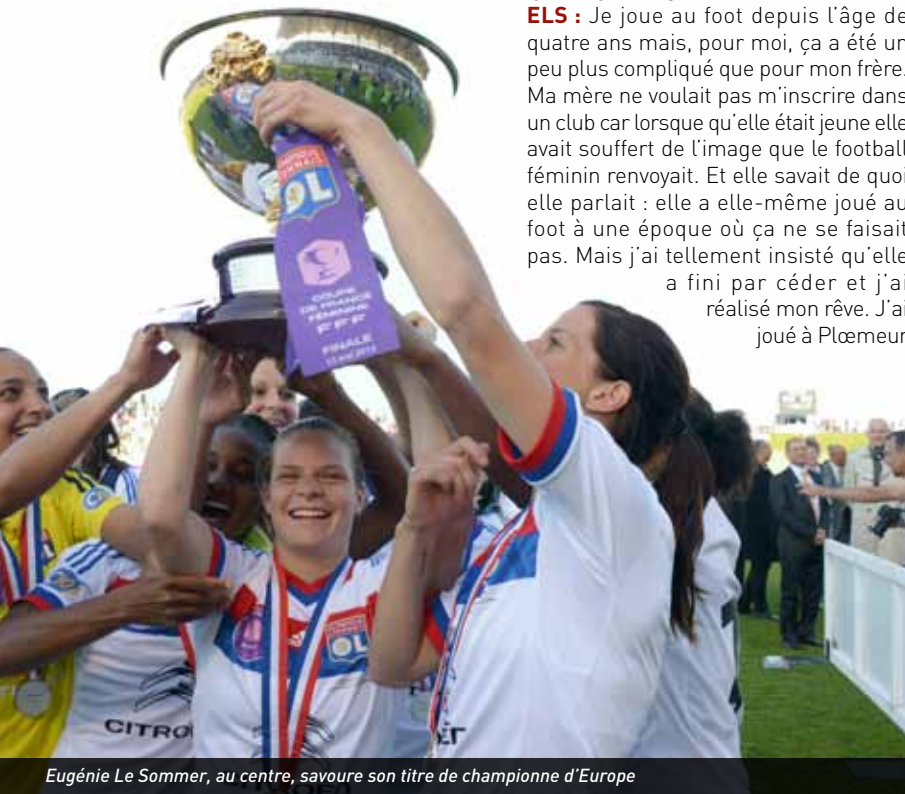 ELS : Je joue au foot depuis l’âge de
quatre ans mais, pour moi, ça a été un
peu plus compliqué que pour mon frère.
Ma mère ne voulait pas m’inscrire dans
un club car lorsque qu’elle était jeune elle
avait souffert de l’image que le football
féminin renvoyait. Et elle savait de quoi
elle parlait : elle a elle-même joué au
foot à une époque où ça ne se faisait
pas. Mais j’ai tellement insisté qu’elle
a fini par céder et j’ai
réalisé mon rêve. J’ai
joué à Plœmeur
OL
COUPE
DE FRANCE
FÉMININE
FFF
FINALE
OL
CITRO
Eugénie Le Sommer, au centre, savoure son titre de championne d’Europe